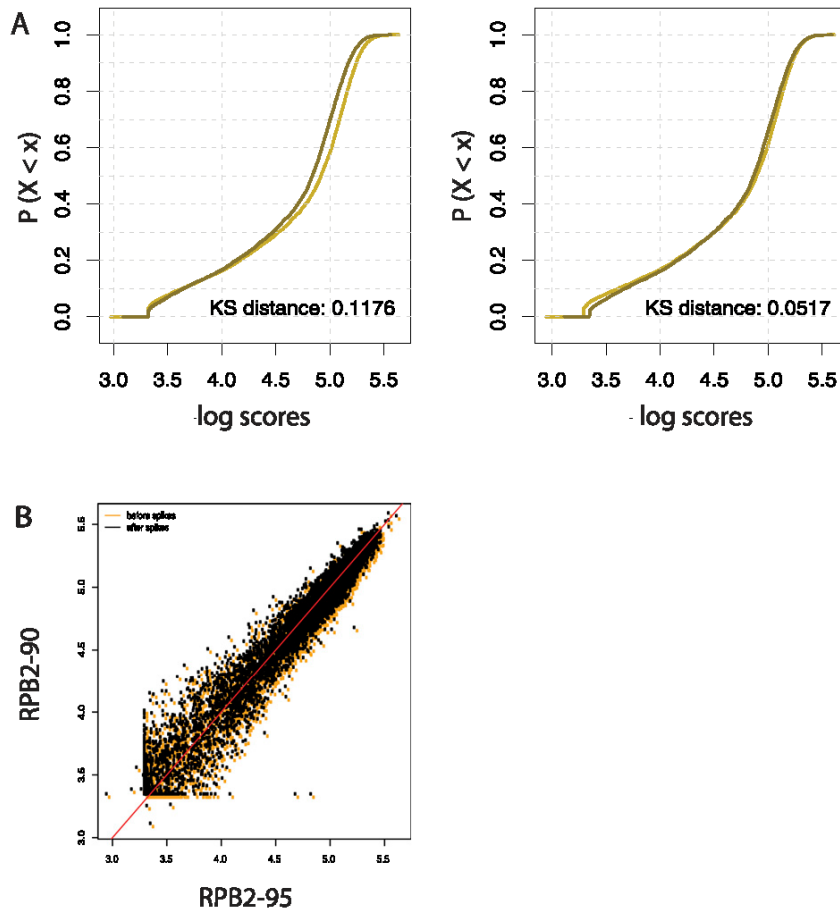 A
P (X < x)
0.0 0.2 0.4 0.6 0.8 1.0
KS distance: 0.1176
3.0 3.5 4.0 4.5 5.0 5.5
-log scores
P (X < x)
0.0 0.2 0.4 0.6 0.8 1.0
KS distance: 0.0517
3.0 3.5 4.0 4.5 5.0 5.5
- log scores
B
before spikes
after spikes
RPB2-90
3.0 3.5 4.0 4.5 5.0 5.5
3.0 3.5 4.0 4.5 5.0 5.5
RPB2-95